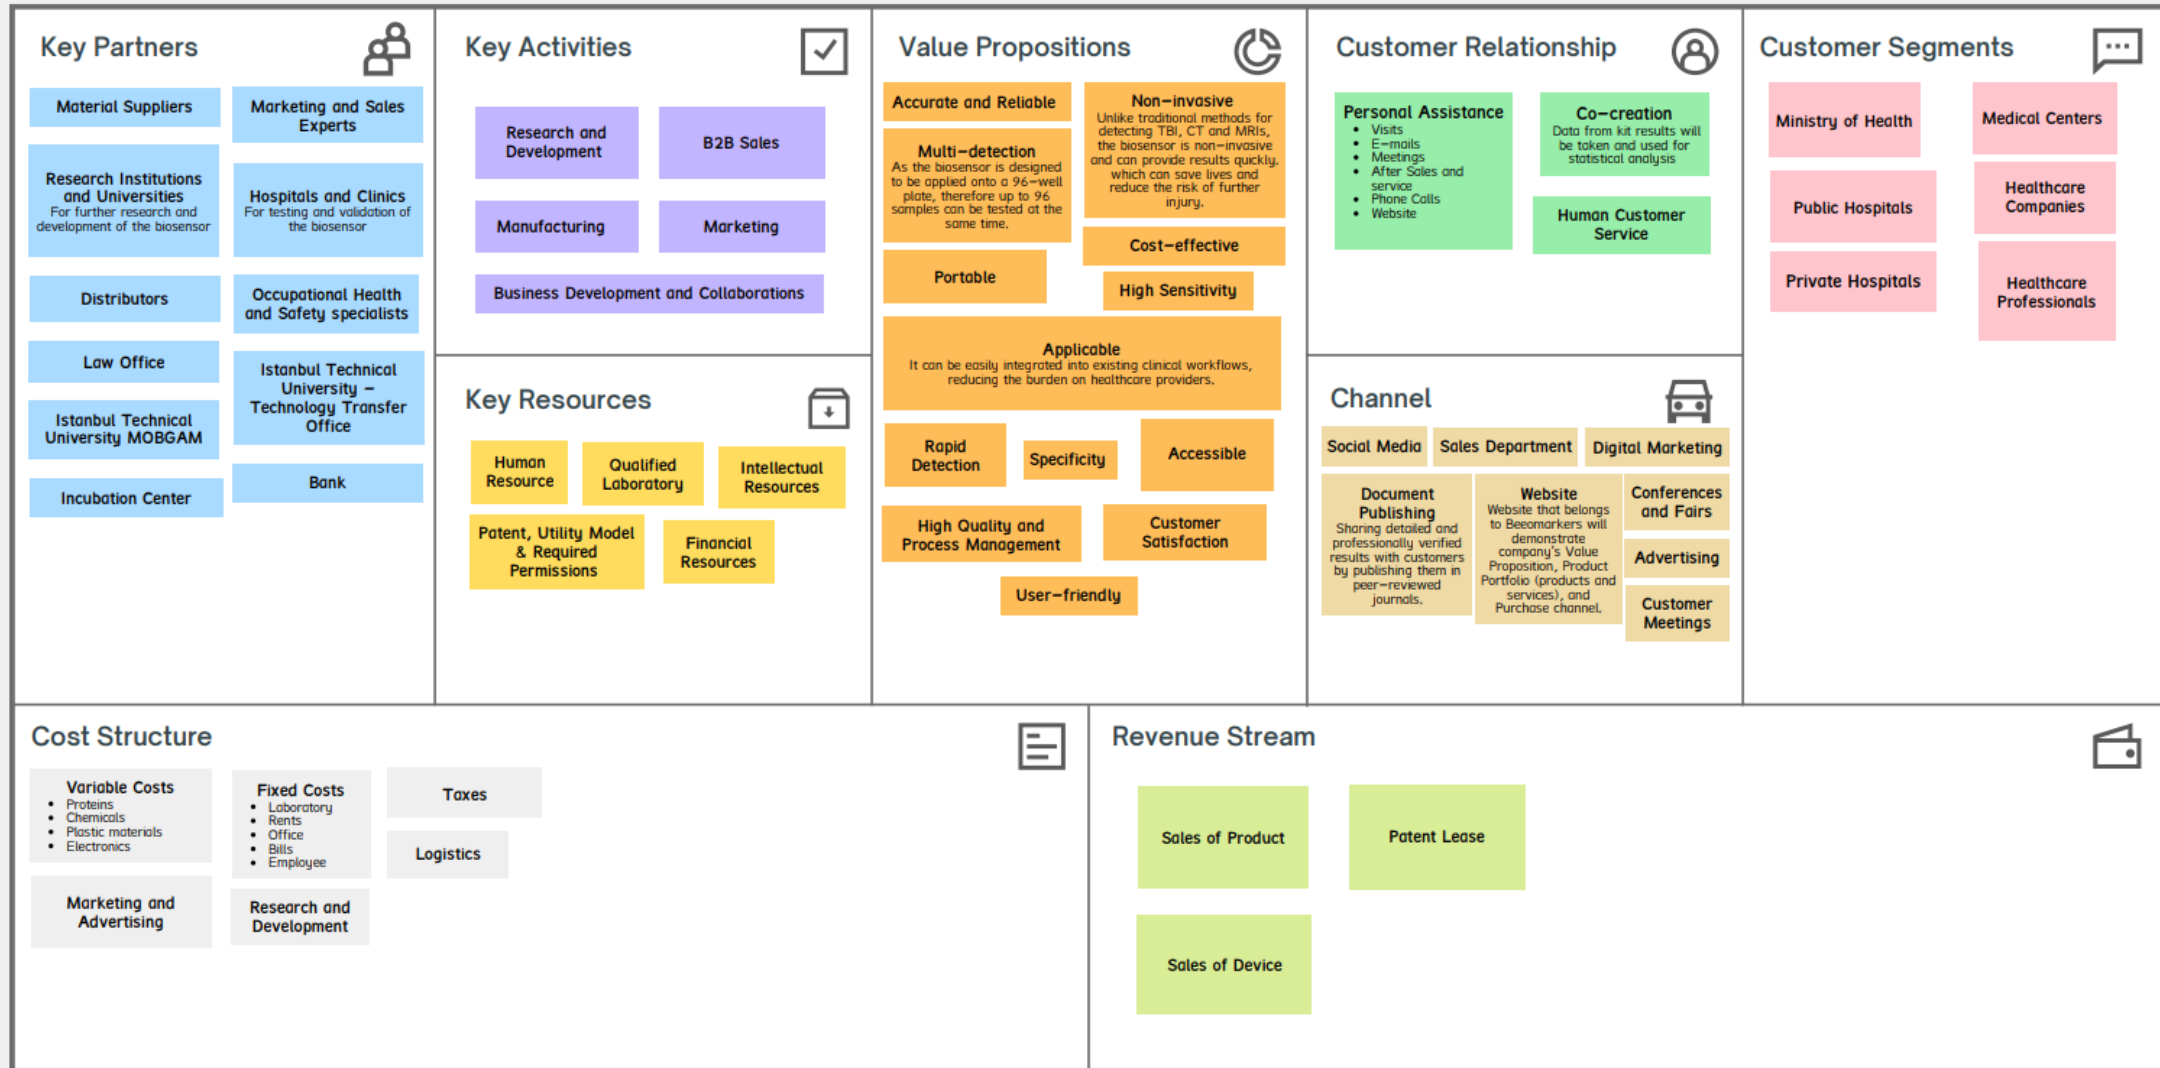 Key Partners
Material Suppliers
Marketing and Sales
Experts
Research Institutions
and Universities
For further research and
development of the biosensor
Hospitals and Clinics
For testing and validation of
the biosensor
Distributors
Occupational Health
and Safety specialists
Law Office
Istanbul Technical
University –
Technology Transfer
Office
Istanbul Technical
University MOBGAM
Bank
Incubation Center
Key Activities
Research and
Development
B2B Sales
Manufacturing
Marketing
Business Development and Collaborations
Key Resources
Human
Resource
Qualified
Laboratory
Intellectual
Resources
Patent, Utility Model
& Required
Permissions
Financial
Resources
Value Propositions
Accurate and Reliable
Non-invasive
Unlike traditional methods for
detecting TBI, CT and MRIs,
the biosensor is non-invasive
and can provide results quickly,
which can save lives and
reduce the risk of further
injury.
Multi-detection
As the biosensor is designed
to be applied onto a 96-well
plate, therefore up to 96
samples can be tested at the
same time.
Cost-effective
Portable
High Sensitivity
Applicable
It can be easily integrated into existing clinical workflows,
reducing the burden on healthcare providers.
Rapid
Detection
Specificity
Accessible
High Quality and
Process Management
Customer
Satisfaction
User-friendly
Customer Relationship
Personal Assistance
• Visits
• E-mails
• Meetings
• After Sales and
service
• Phone Calls
• Website
Co-creation
Data from kit results will
be taken and used for
statistical analysis
Human Customer
Service
Channel
Social Media
Sales Department
Digital Marketing
Document
Publishing
Sharing detailed and
professionally verified
results with customers
by publishing them in
peer-reviewed
journals.
Website
Website that belongs
to Beeomarkers will
demonstrate
company's Value
Proposition, Product
Portfolio (products and
services), and
Purchase channel.
Conferences
and Fairs
Advertising
Customer
Meetings
Customer Segments
Ministry of Health
Medical Centers
Public Hospitals
Healthcare
Companies
Private Hospitals
Healthcare
Professionals
Cost Structure
Variable Costs
• Proteins
• Chemicals
• Plastic materials
• Electronics
Fixed Costs
• Laboratory
• Rents
• Office
• Bills
• Employee
Taxes
Logistics
Marketing and
Advertising
Research and
Development
Revenue Stream
Sales of Product
Patent Lease
Sales of Device